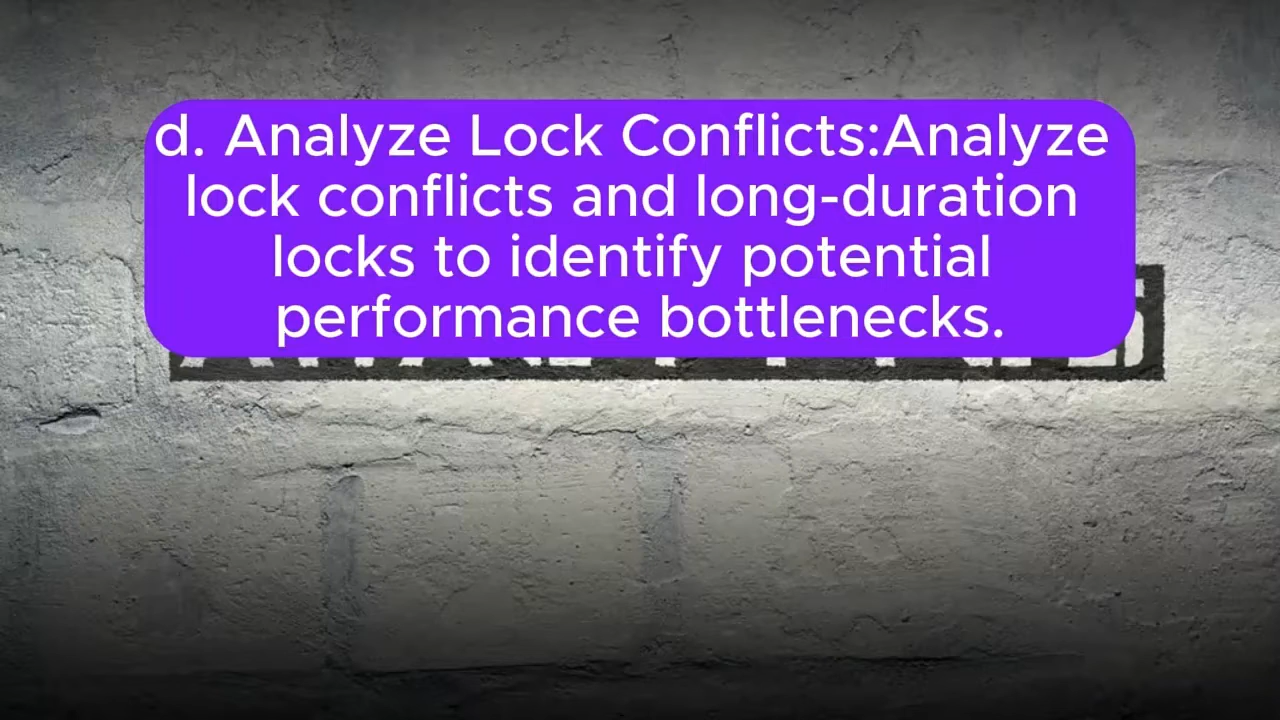 d. Analyze Lock Conflicts:Analyze
lock conflicts and long-duration
locks to identify potential
performance bottlenecks.